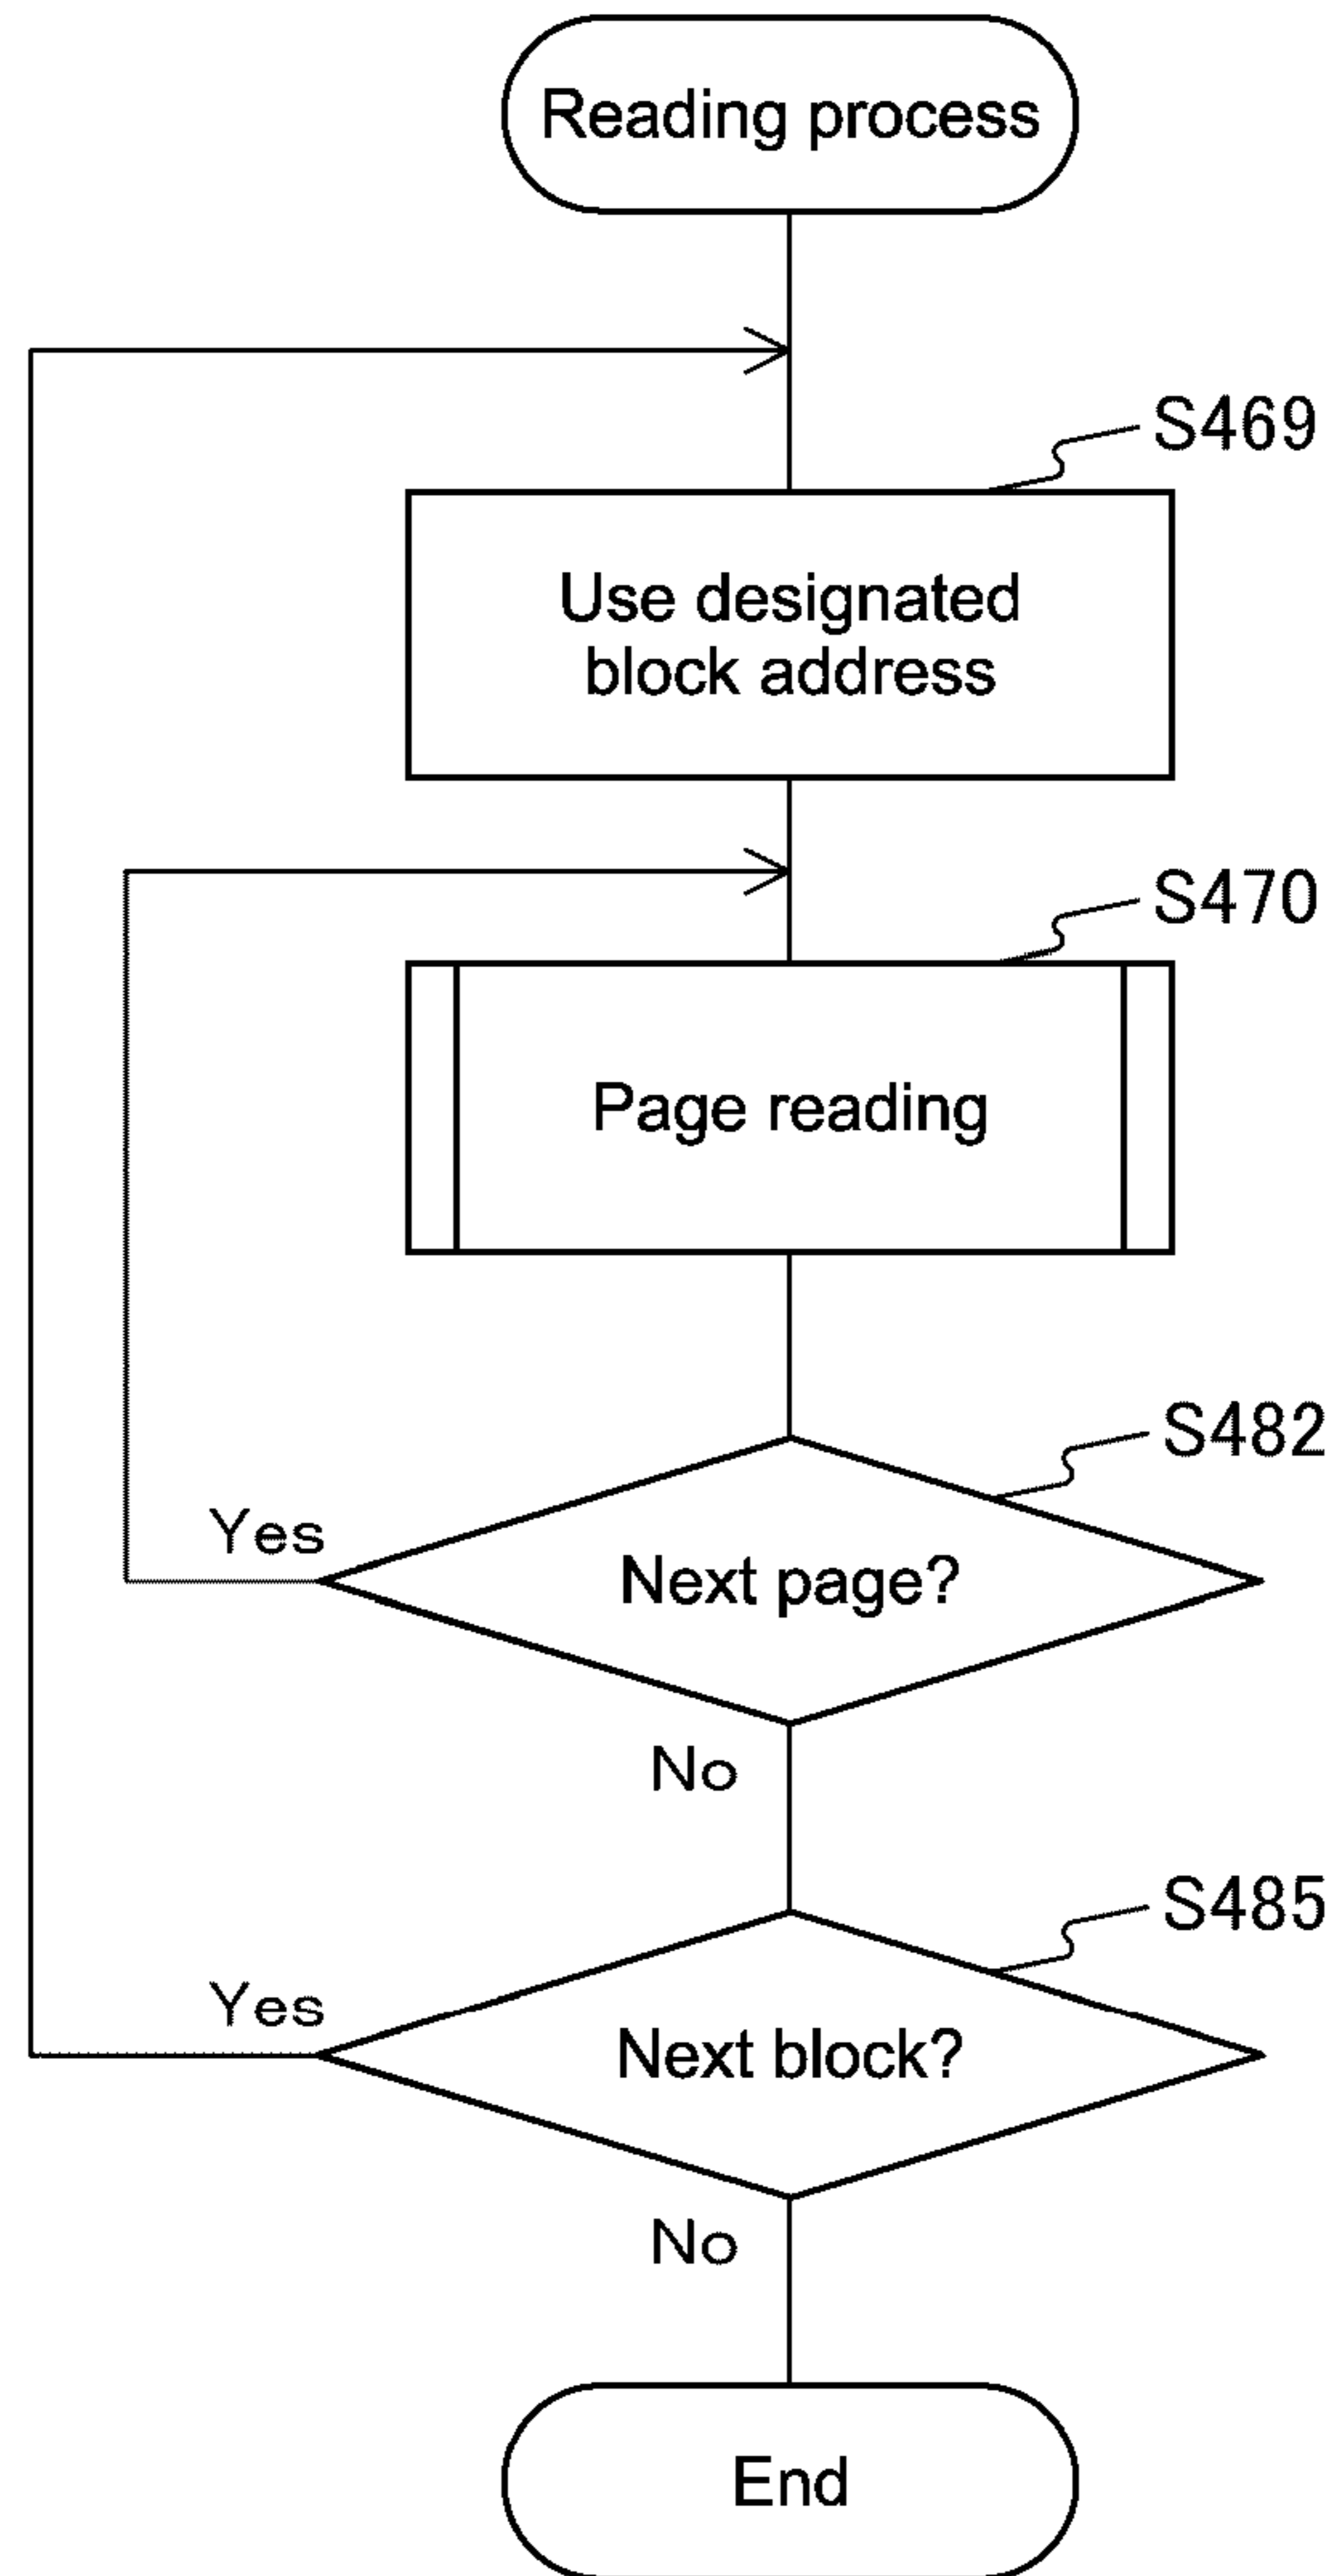 Reading process
S469
Use designated
block address
S470
Page reading
S482
Yes
Next page?
No
S485
Yes
Next block?
No
End